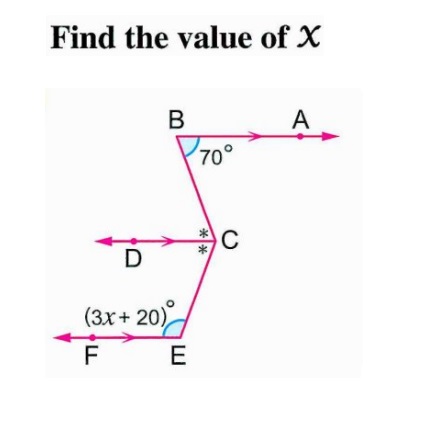 Find the value of x
B
A
70°
*
*
C
D
(3x + 20)°
F
E